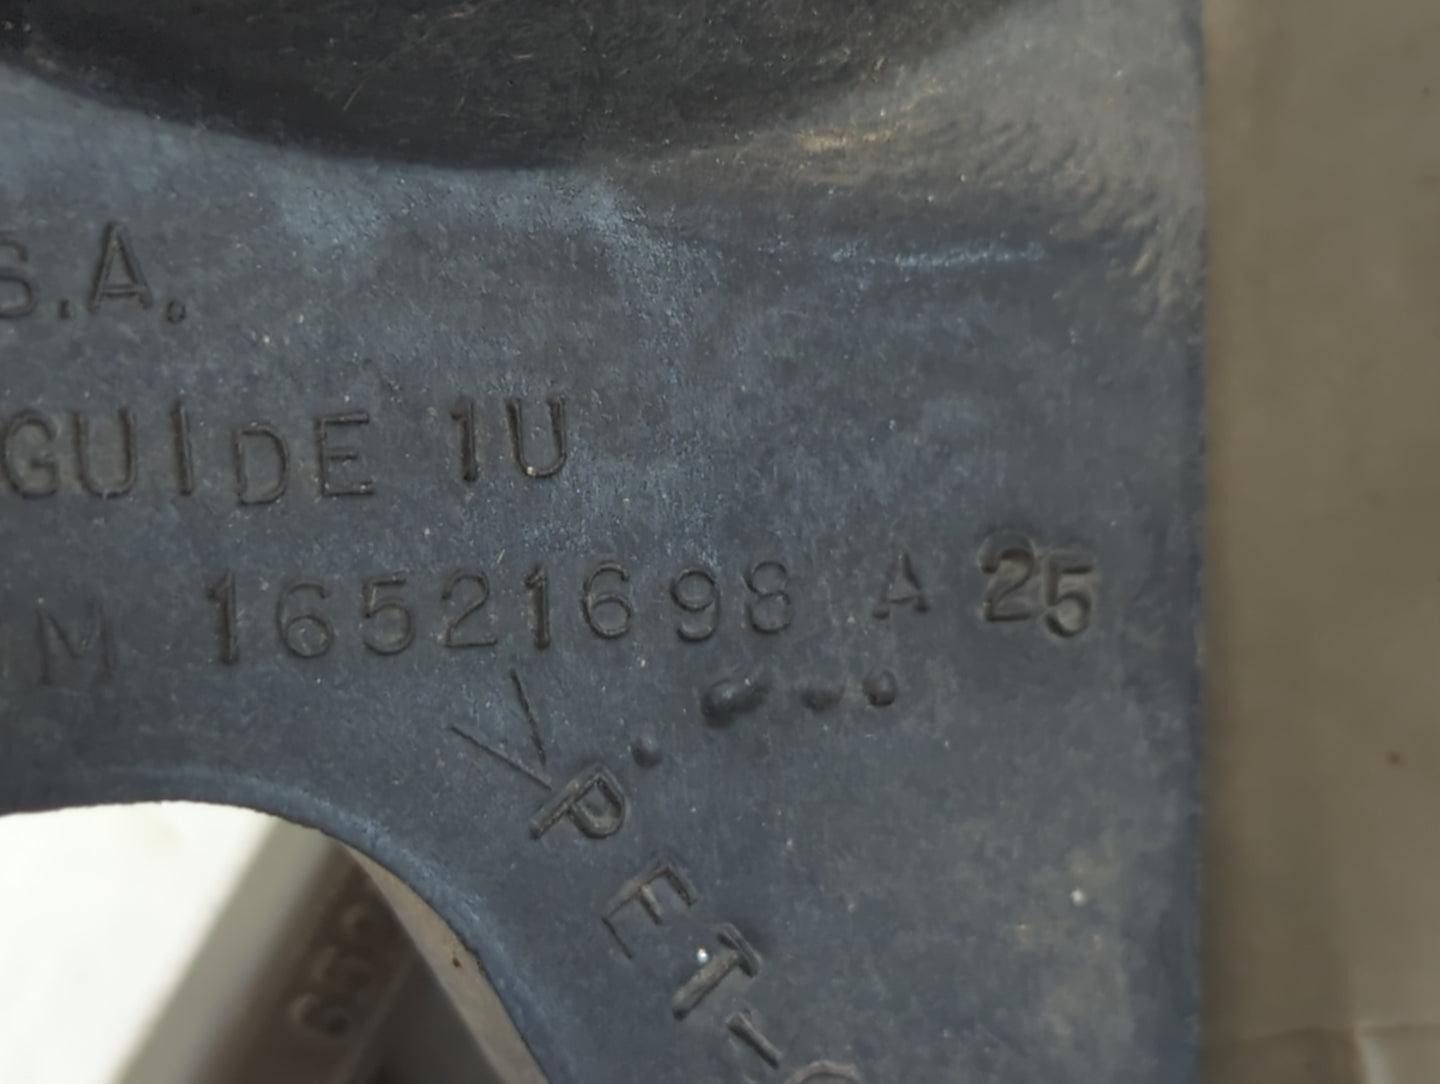 S.A.
GUIDE 1U
M 16521698 A 25
>PET-